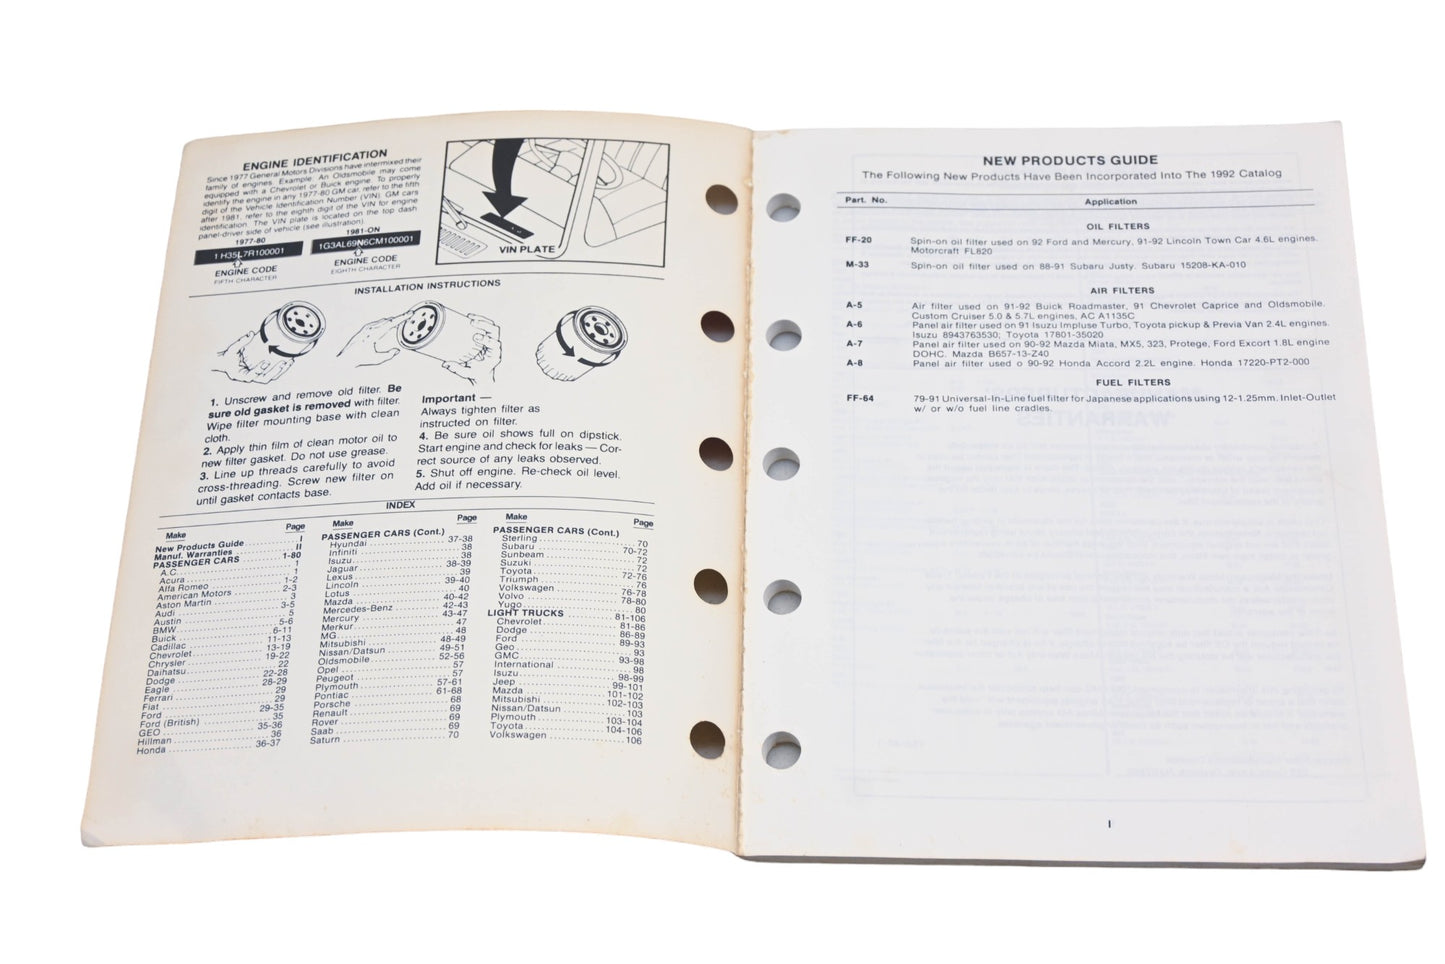 ENGINE IDENTIFICATION
Since 1977 General Motors Divisions have intermixed their
family of engines. Example: An Oldsmobile may come
equipped with a Chevrolet or Buick engine. To properly
identify the engine in any 1977-80 GM car, refer to the fifth
digit of the Vehicle Identification Number (VIN). GM cars
after 1981, refer to the eighth digit of the VIN for engine
identification. The VIN plate is located on the top dash
panel-driver side of vehicle (see illustration).
1977-80
1H35L7R100001
ENGINE CODE
FIFTH CHARACTER
1981-ON
1G3AL69N6CM100001
ENGINE CODE
EIGHTH CHARACTER
VIN PLATE
INSTALLATION INSTRUCTIONS
1. Unscrew and remove old filter. Be
sure old gasket is removed with filter.
Wipe filter mounting base with clean
cloth.
2. Apply thin film of clean motor oil to
new filter gasket. Do not use grease.
3. Line up threads carefully to avoid
cross-threading. Screw new filter on
until gasket contacts base.
Important —
Always tighten filter as
instructed on filter.
4. Be sure oil shows full on dipstick.
Start engine and check for leaks — Cor-
rect source of any leaks observed.
5. Shut off engine. Re-check oil level.
Add oil if necessary.
INDEX
Make Page
New Products Guide I
Manuf. Warranties II
PASSENGER CARS 1-80
A.C. 1
Acura 1
Alfa Romeo 1-2
American Motors 2-3
Aston Martin 3
Audi 3-5
Austin 5
BMW 5-6
Buick 6-11
Cadillac 11-13
Chevrolet 13-19
Chrysler 19-22
Daihatsu 22
Dodge 22-28
Eagle 28-29
Ferrari 29
Fiat 29
Ford 29-35
Ford (British) 35
GEO 35-36
Hillman 36
Honda 36-37
Make Page
PASSENGER CARS (Cont.)
Hyundai 37-38
Infiniti 38
Isuzu 38
Jaguar 38-39
Lexus 39
Lincoln 39-40
Lotus 40
Mazda 40-42
Mercedes-Benz 42-43
Mercury 43-47
Merkur 47
MG 48
Mitsubishi 48-49
Nissan/Datsun 49-51
Oldsmobile 52-56
Opel 57
Peugeot 57
Plymouth 57-61
Pontiac 61-68
Porsche 68
Renault 69
Rover 69
Saab 69
Saturn 70
Make Page
PASSENGER CARS (Cont.)
Sterling 70
Subaru 70-72
Sunbeam 72
Suzuki 72
Toyota 72-76
Triumph 76
Volkswagen 76-78
Volvo 78-80
Yugo 80
LIGHT TRUCKS 81-106
Chevrolet 81-86
Dodge 86-89
Ford 89-93
Geo 93
GMC 93-98
International 98
Isuzu 98-99
Jeep 99-101
Mazda 101-102
Mitsubishi 102-103
Nissan/Datsun 103
Plymouth 103-104
Toyota 104-106
Volkswagen 106
NEW PRODUCTS GUIDE
The Following New Products Have Been Incorporated Into The 1992 Catalog
Part. No. Application
OIL FILTERS
FF-20 Spin-on oil filter used on 92 Ford and Mercury, 91-92 Lincoln Town Car 4.6L engines.
Motorcraft FL820
M-33 Spin-on oil filter used on 88-91 Subaru Justy. Subaru 15208-KA-010
AIR FILTERS
A-5 Air filter used on 91-92 Buick Roadmaster, 91 Chevrolet Caprice and Oldsmobile.
Custom Cruiser 5.0 & 5.7L engines, AC A1135C
A-6 Panel air filter used on 91 Isuzu Impluse Turbo, Toyota pickup & Previa Van 2.4L engines.
Isuzu 8943763530; Toyota 17801-35020
A-7 Panel air filter used on 90-92 Mazda Miata, MX5, 323, Protege, Ford Excort 1.8L engine
DOHC. Mazda B657-13-Z40
A-8 Panel air filter used o 90-92 Honda Accord 2.2L engine. Honda 17220-PT2-000
FUEL FILTERS
FF-64 79-91 Universal-In-Line fuel filter for Japanese applications using 12-1.25mm. Inlet-Outlet
w/ or w/o fuel line cradles.
I